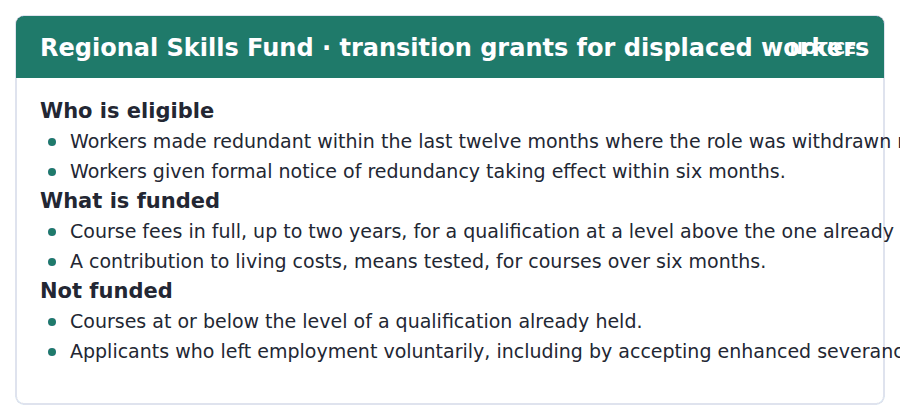 Regional Skills Fund · transition grants for displaced workers
Who is eligible
Workers made redundant within the last twelve months where the role was withdrawn
Workers given formal notice of redundancy taking effect within six months.
What is funded
Course fees in full, up to two years, for a qualification at a level above the one already
A contribution to living costs, means tested, for courses over six months.
Not funded
Courses at or below the level of a qualification already held.
Applicants who left employment voluntarily, including by accepting enhanced